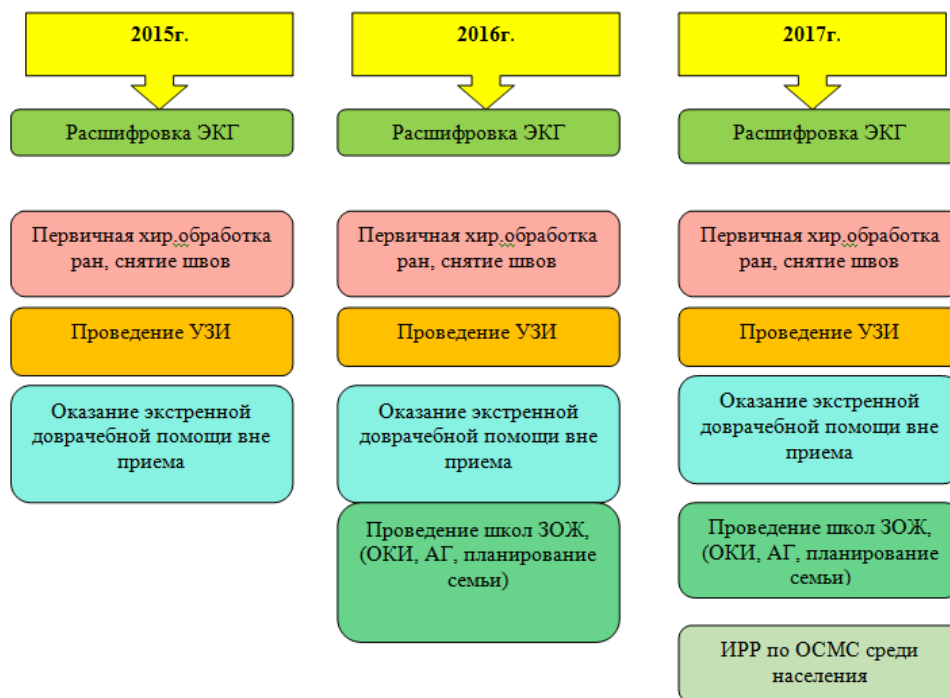 2015г.
Расшифровка ЭКГ
Первичная хир.обработка
ран, снятие швов
Проведение УЗИ
Оказание экстренной
доврачебной помощи вне
приема
2016г.
Расшифровка ЭКГ
Первичная хир.обработка
ран, снятие швов
Проведение УЗИ
Оказание экстренной
доврачебной помощи вне
приема
Проведение школ ЗОЖ,
(ОКИ, АГ, планирование
семьи)
2017г.
Расшифровка ЭКГ
Первичная хир.обработка
ран, снятие швов
Проведение УЗИ
Оказание экстренной
доврачебной помощи вне
приема
Проведение школ ЗОЖ,
(ОКИ, АГ, планирование
семьи)
ИРР по ОСМС среди
населения